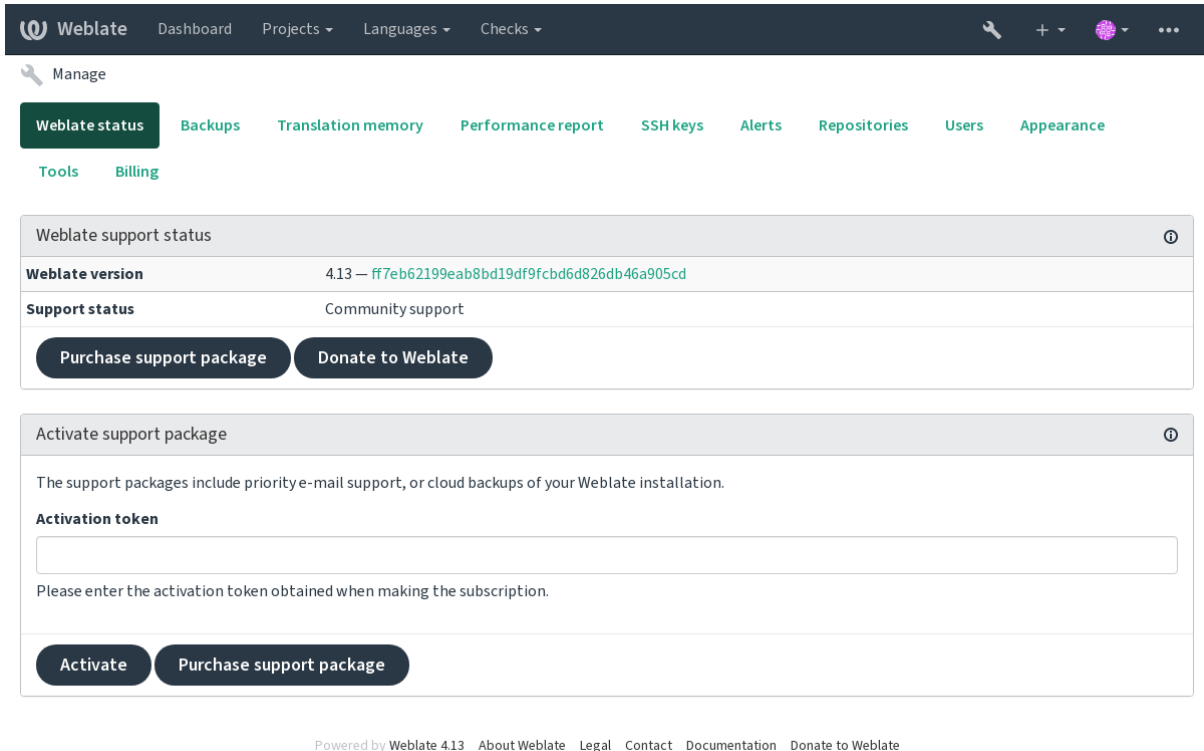 Weblate Dashboard Projects Languages Checks
Manage
Weblate status Backups Translation memory Performance report SSH keys Alerts Repositories Users Appearance
Tools Billing
Weblate support status
Weblate version 4.13 — ff7eb62199eab8bd19df9fcbd6d826db46a905cd
Support status Community support
Purchase support package Donate to Weblate
Activate support package
The support packages include priority e-mail support, or cloud backups of your Weblate installation.
Activation token
Please enter the activation token obtained when making the subscription.
Activate Purchase support package
Powered by Weblate 4.13 About Weblate Legal Contact Documentation Donate to Weblate